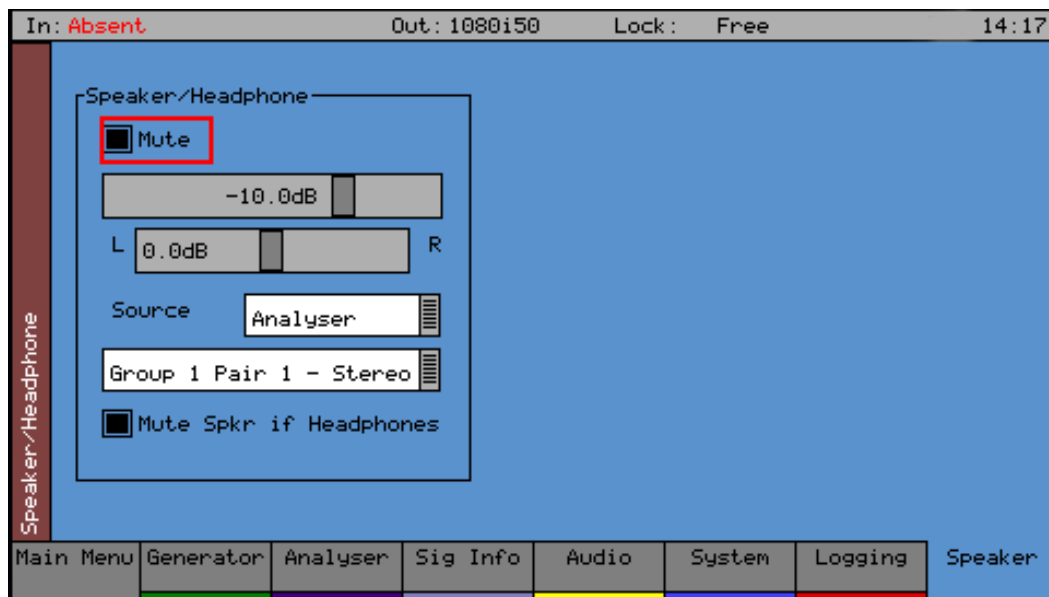 In: Absent Out: 1080i50 Lock: Free 14:17
Speaker/Headphone
Mute
-10.0dB
L 0.0dB R
Source Analyser
Group 1 Pair 1 - Stereo
Mute Spkr if Headphones
Speaker/Headphone
Main Menu Generator Analyser Sig Info Audio System Logging Speaker